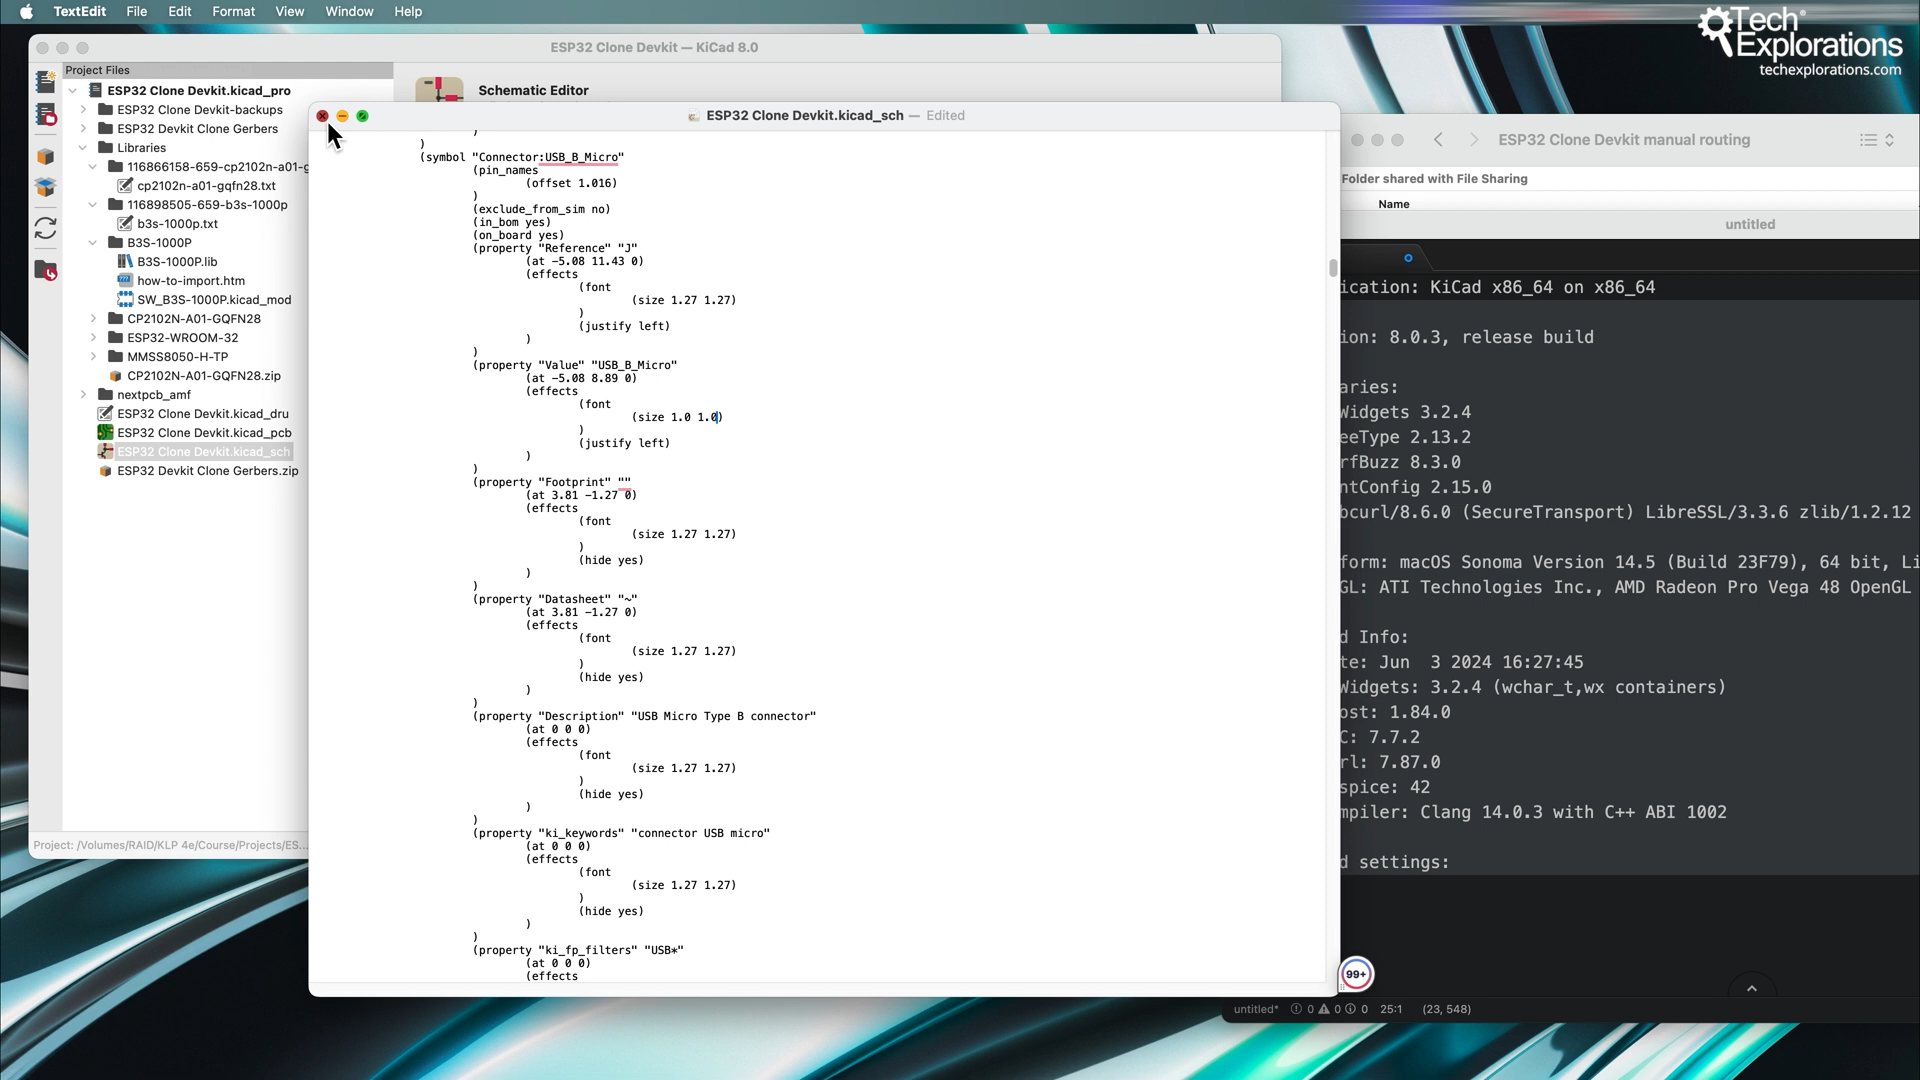 TextEdit File Edit Format View Window Help
Tech
Explorations
techexplorations.com
ESP32 Clone Devkit — KiCad 8.0
Project Files
ESP32 Clone Devkit.kicad_pro
ESP32 Clone Devkit-backups
ESP32 Devkit Clone Gerbers
Libraries
116866158-659-cp2102n-a01-g
cp2102n-a01-gqfn28.txt
116898505-659-b3s-1000p
b3s-1000p.txt
B3S-1000P
B3S-1000P.lib
how-to-import.htm
SW_B3S-1000P.kicad_mod
CP2102N-A01-GQFN28
ESP32-WROOM-32
MMSS8050-H-TP
CP2102N-A01-GQFN28.zip
nextpcb_amf
ESP32 Clone Devkit.kicad_dru
ESP32 Clone Devkit.kicad_pcb
ESP32 Clone Devkit.kicad_sch
ESP32 Devkit Clone Gerbers.zip
Project: /Volumes/RAID/KLP 4e/Course/Projects/ES...
Schematic Editor
ESP32 Clone Devkit.kicad_sch — Edited
)
)
(symbol "Connector:USB_B_Micro"
(pin_names
(offset 1.016)
)
(exclude_from_sim no)
(in_bom yes)
(on_board yes)
(property "Reference" "J"
(at -5.08 11.43 0)
(effects
(font
(size 1.27 1.27)
)
(justify left)
)
)
(property "Value" "USB_B_Micro"
(at -5.08 8.89 0)
(effects
(font
(size 1.0 1.0)
)
(justify left)
)
)
(property "Footprint" ""
(at 3.81 -1.27 0)
(effects
(font
(size 1.27 1.27)
)
(hide yes)
)
)
(property "Datasheet" "~"
(at 3.81 -1.27 0)
(effects
(font
(size 1.27 1.27)
)
(hide yes)
)
)
(property "Description" "USB Micro Type B connector"
(at 0 0 0)
(effects
(font
(size 1.27 1.27)
)
(hide yes)
)
)
(property "ki_keywords" "connector USB micro"
(at 0 0 0)
(effects
(font
(size 1.27 1.27)
)
(hide yes)
)
)
(property "ki_fp_filters" "USB*"
(at 0 0 0)
(effects
ESP32 Clone Devkit manual routing
Folder shared with File Sharing
Name
untitled
ication: KiCad x86_64 on x86_64
ion: 8.0.3, release build
aries:
Widgets 3.2.4
eeType 2.13.2
rfBuzz 8.3.0
ntConfig 2.15.0
bcurl/8.6.0 (SecureTransport) LibreSSL/3.3.6 zlib/1.2.12
form: macOS Sonoma Version 14.5 (Build 23F79), 64 bit, Li
GL: ATI Technologies Inc., AMD Radeon Pro Vega 48 OpenGL
d Info:
te: Jun  3 2024 16:27:45
Widgets: 3.2.4 (wchar_t,wx containers)
ost: 1.84.0
C: 7.7.2
rl: 7.87.0
spice: 42
mpiler: Clang 14.0.3 with C++ ABI 1002
d settings:
99+
untitled* 0 0 0 25:1 (23, 548)